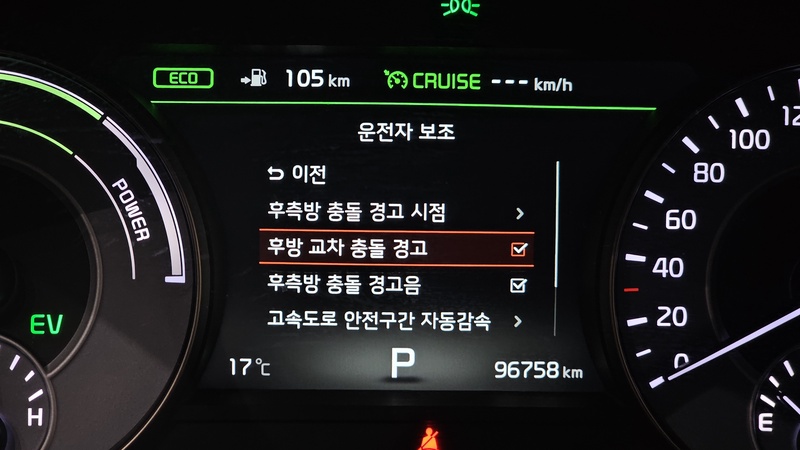 ECO 105 km CRUISE --- km/h
운전자 보조
이전
후측방 충돌 경고 시점
후방 교차 충돌 경고
후측방 충돌 경고음
고속도로 안전구간 자동감속
17℃ P 96758 km
POWER
EV
H
100
80
60
40
20
0
E